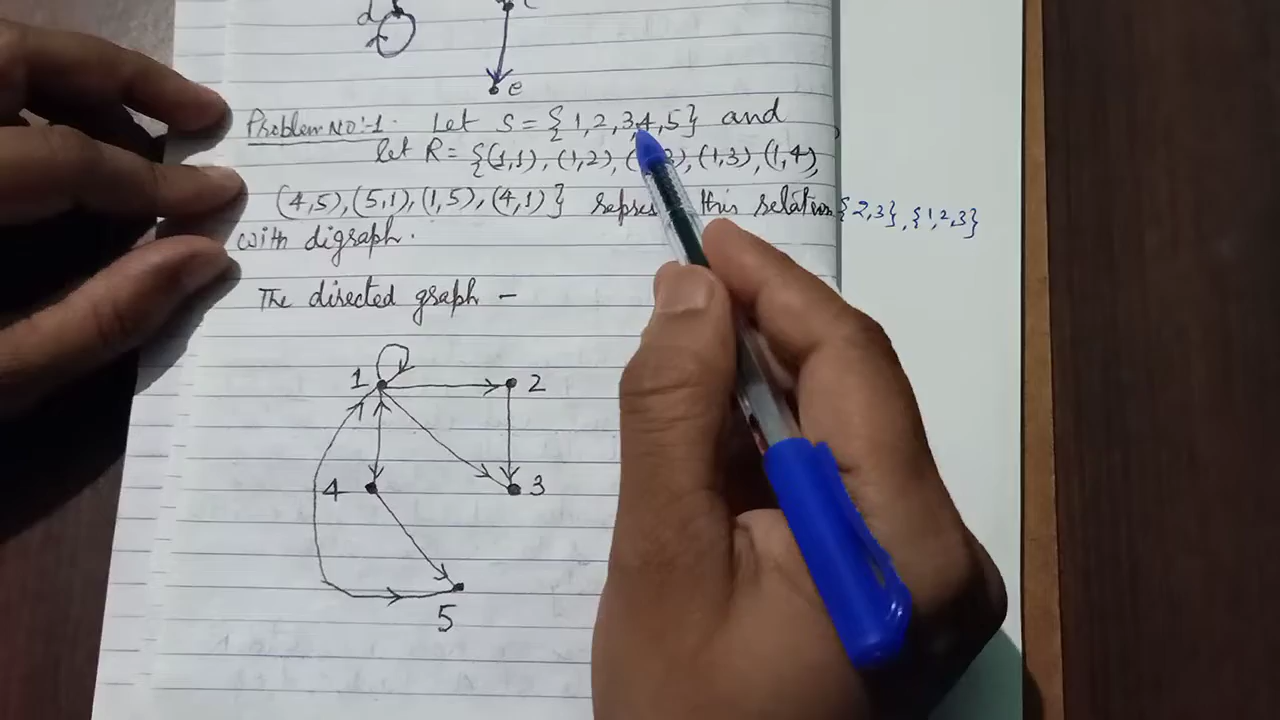 d
c
e
Problem No:-1. Let S = {1,2,3,4,5} and
let R = {(1,1), (1,2), ( 3), (1,3), (1,4),
(4,5), (5,1), (1,5), (4,1)} this relation {2,3}, {1,2,3}
with digraph.
The directed graph –
1 2
4 3
5